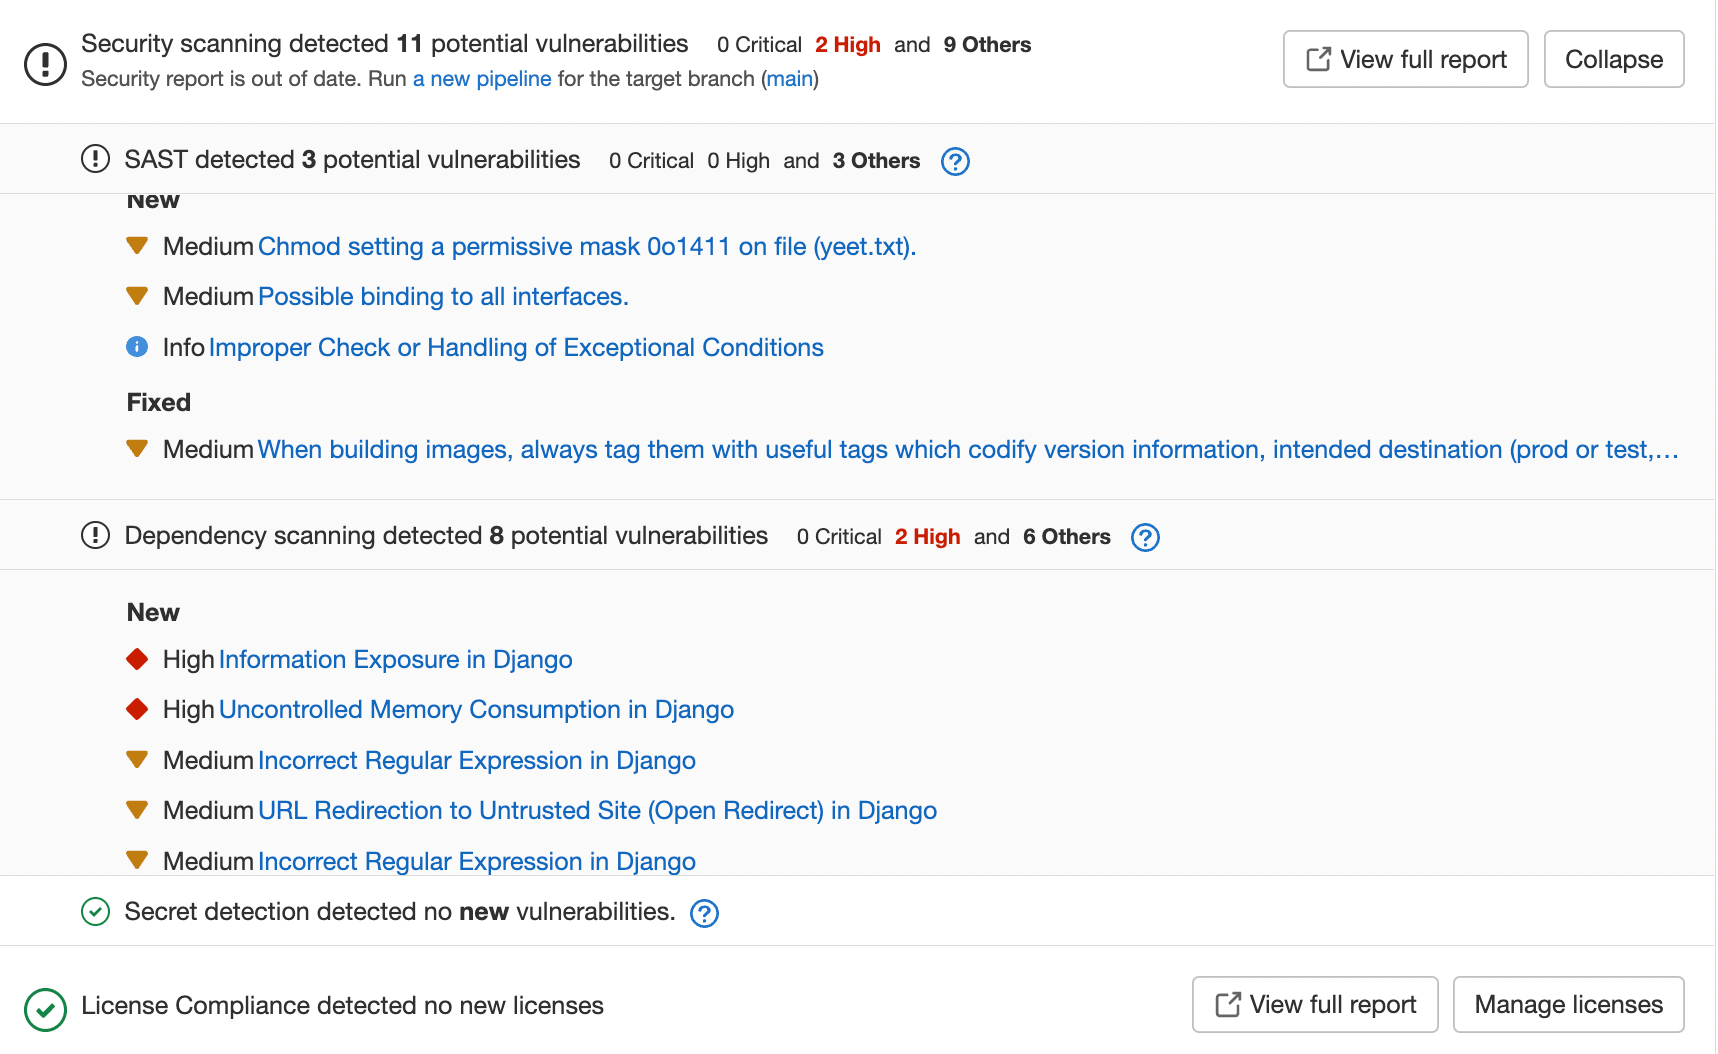 Security scanning detected 11 potential vulnerabilities 0 Critical 2 High and 9 Others
View full report
Collapse
Security report is out of date. Run a new pipeline for the target branch (main)
SAST detected 3 potential vulnerabilities 0 Critical 0 High and 3 Others
New
Medium Chmod setting a permissive mask 0o1411 on file (yeet.txt).
Medium Possible binding to all interfaces.
Info Improper Check or Handling of Exceptional Conditions
Fixed
Medium When building images, always tag them with useful tags which codify version information, intended destination (prod or test,…
Dependency scanning detected 8 potential vulnerabilities 0 Critical 2 High and 6 Others
New
High Information Exposure in Django
High Uncontrolled Memory Consumption in Django
Medium Incorrect Regular Expression in Django
Medium URL Redirection to Untrusted Site (Open Redirect) in Django
Medium Incorrect Regular Expression in Django
Secret detection detected no new vulnerabilities.
License Compliance detected no new licenses
View full report
Manage licenses